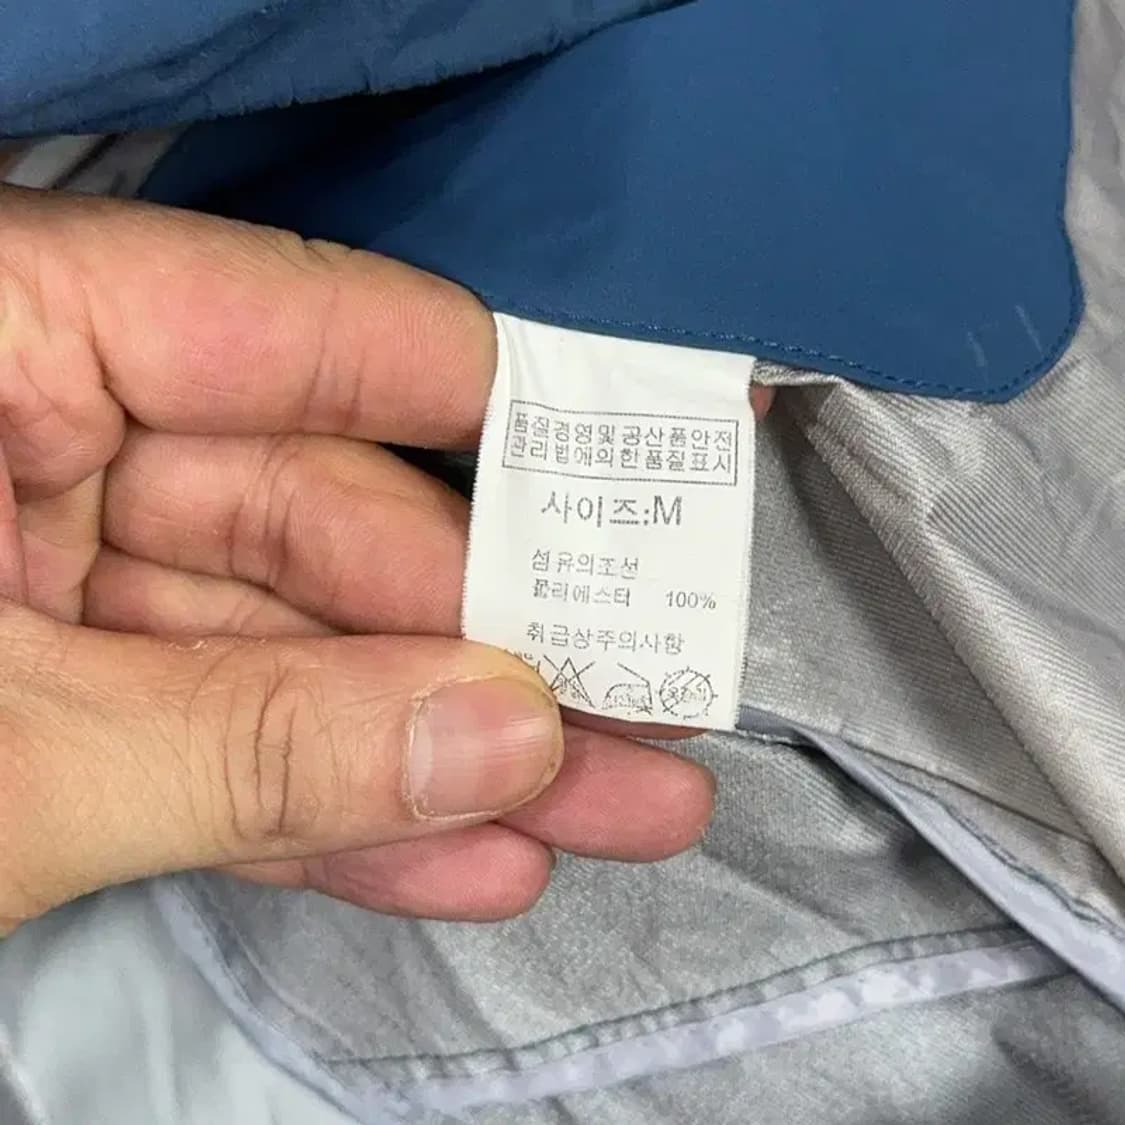 품질경영및공산품안전
관리법에의한품질표시
사이즈:M
섬유의조선
폴리에스터 100%
취급상주의사항